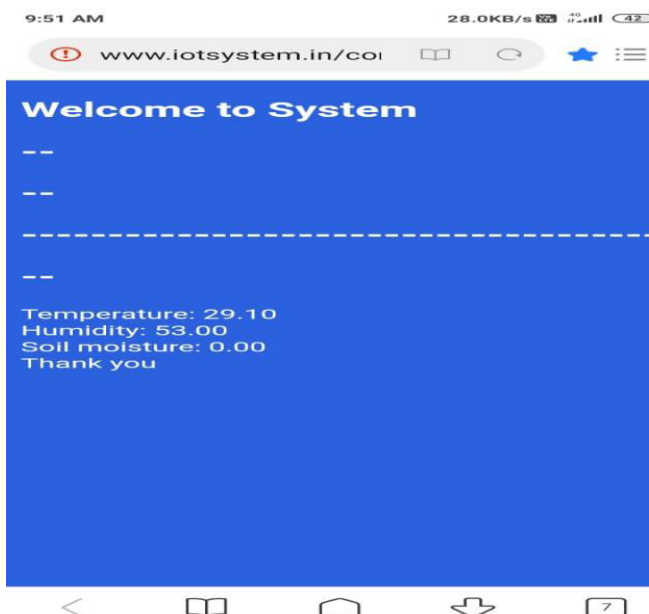 9:51 AM 28.0KB/s 4G 42
www.iotsystem.in/co
Welcome to System
--
--
------------------------------------
--
Temperature: 29.10
Humidity: 53.00
Soil moisture: 0.00
Thank you
7